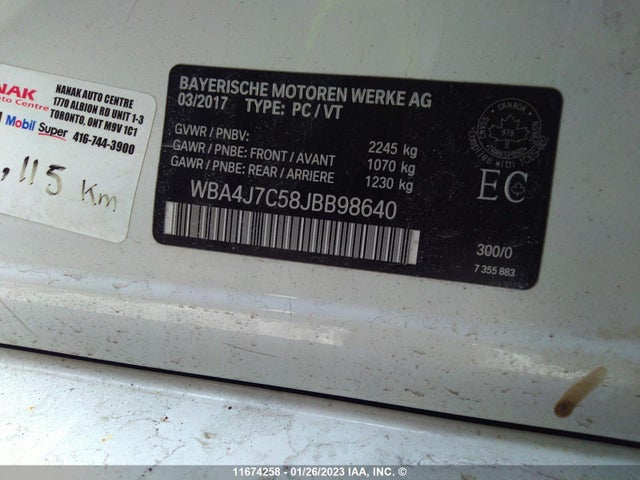 NANAK AUTO CENTRE
1770 ALBION RD UNIT 1-3
TORONTO, ONT M9V 1C1
Mobil Super 416-744-3900
NAK
to Centre
115 Km
BAYERISCHE MOTOREN WERKE AG
03/2017 TYPE: PC / VT
GVWR / PNBV: 2245 kg
GAWR / PNBE: FRONT / AVANT 1070 kg
GAWR / PNBE: REAR / ARRIERE 1230 kg
WBA4J7C58JBB98640
CANADA
978
TRANSPORT
EC
300/0
7 355 883
11674258 - 01/26/2023 IAA, INC. ©